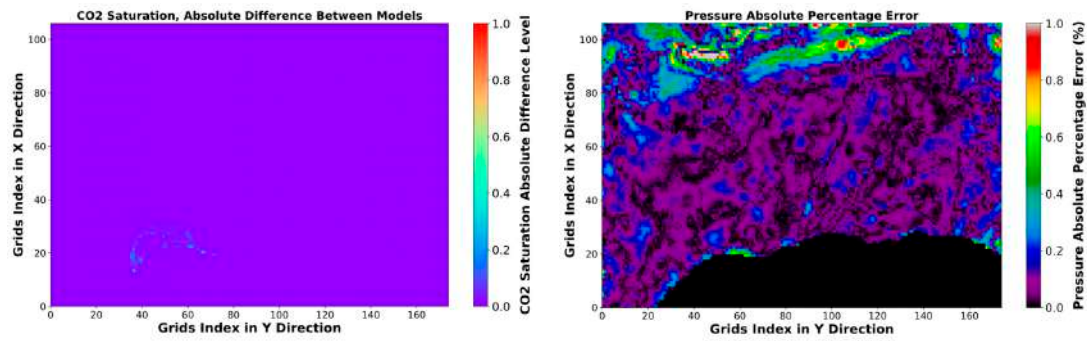 CO2 Saturation, Absolute Difference Between Models
100
80
60
40
20
0
0 20 40 60 80 100 120 140 160
Grids Index in X Direction
Grids Index in Y Direction
1.0
0.8
0.6
0.4
0.2
0.0
CO2 Saturation Absolute Difference Level
Pressure Absolute Percentage Error
100
80
60
40
20
0
0 20 40 60 80 100 120 140 160
Grids Index in X Direction
Grids Index in Y Direction
1.0
0.8
0.6
0.4
0.2
0.0
Pressure Absolute Percentage Error (%)